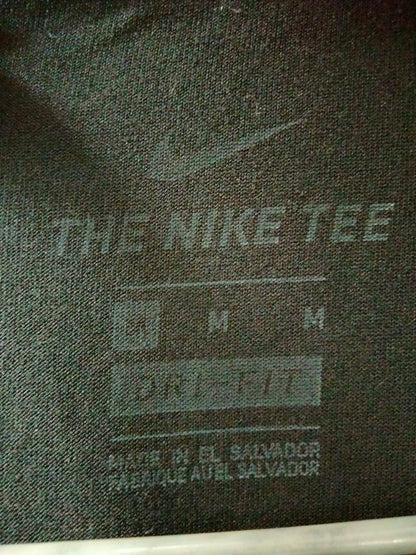 THE NIKE TEE
M M M
DRI-FIT
MADE IN EL SALVADOR
FABRIQUE AU EL SALVADOR